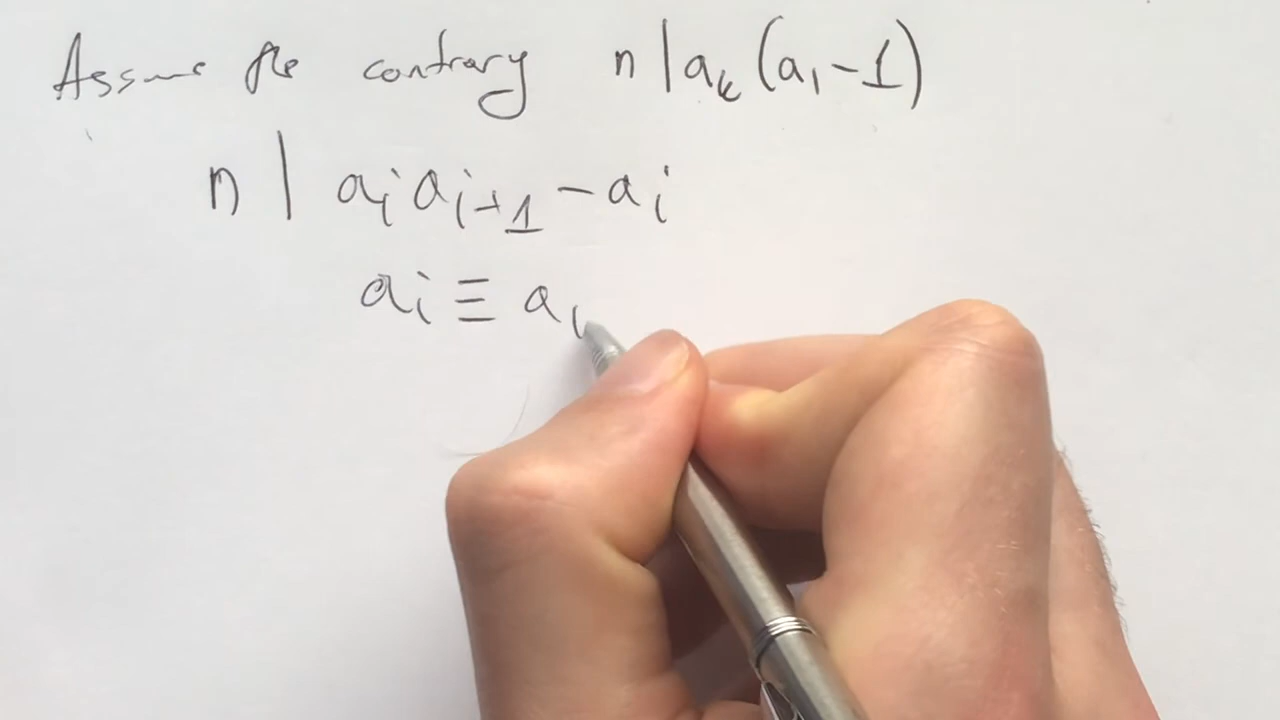 Assume the contrary n | a_k (a_1 - 1)
n | a_i a_{i+1} - a_i
a_i ≡ a_i